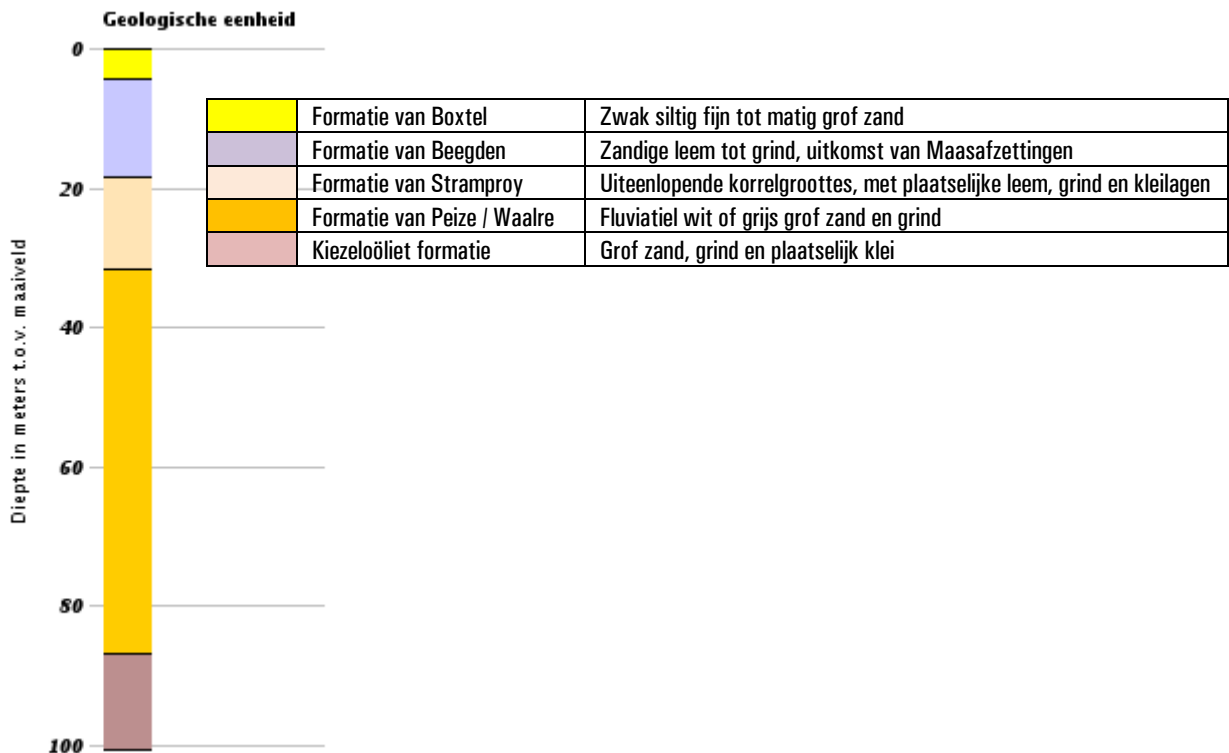 Geologische eenheid
0
Formatie van Boxtel Zwak siltig fijn tot matig grof zand
Formatie van Beegden Zandige leem tot grind, uitkomst van Maasafzettingen
20
Formatie van Stramproy Uiteenlopende korrelgroottes, met plaatselijke leem, grind en kleilagen
Formatie van Peize / Waalre Fluviatiel wit of grijs grof zand en grind
Kiezeloöliet formatie Grof zand, grind en plaatselijk klei
40
60
80
100
Diepte in meters t.o.v. maaiveld